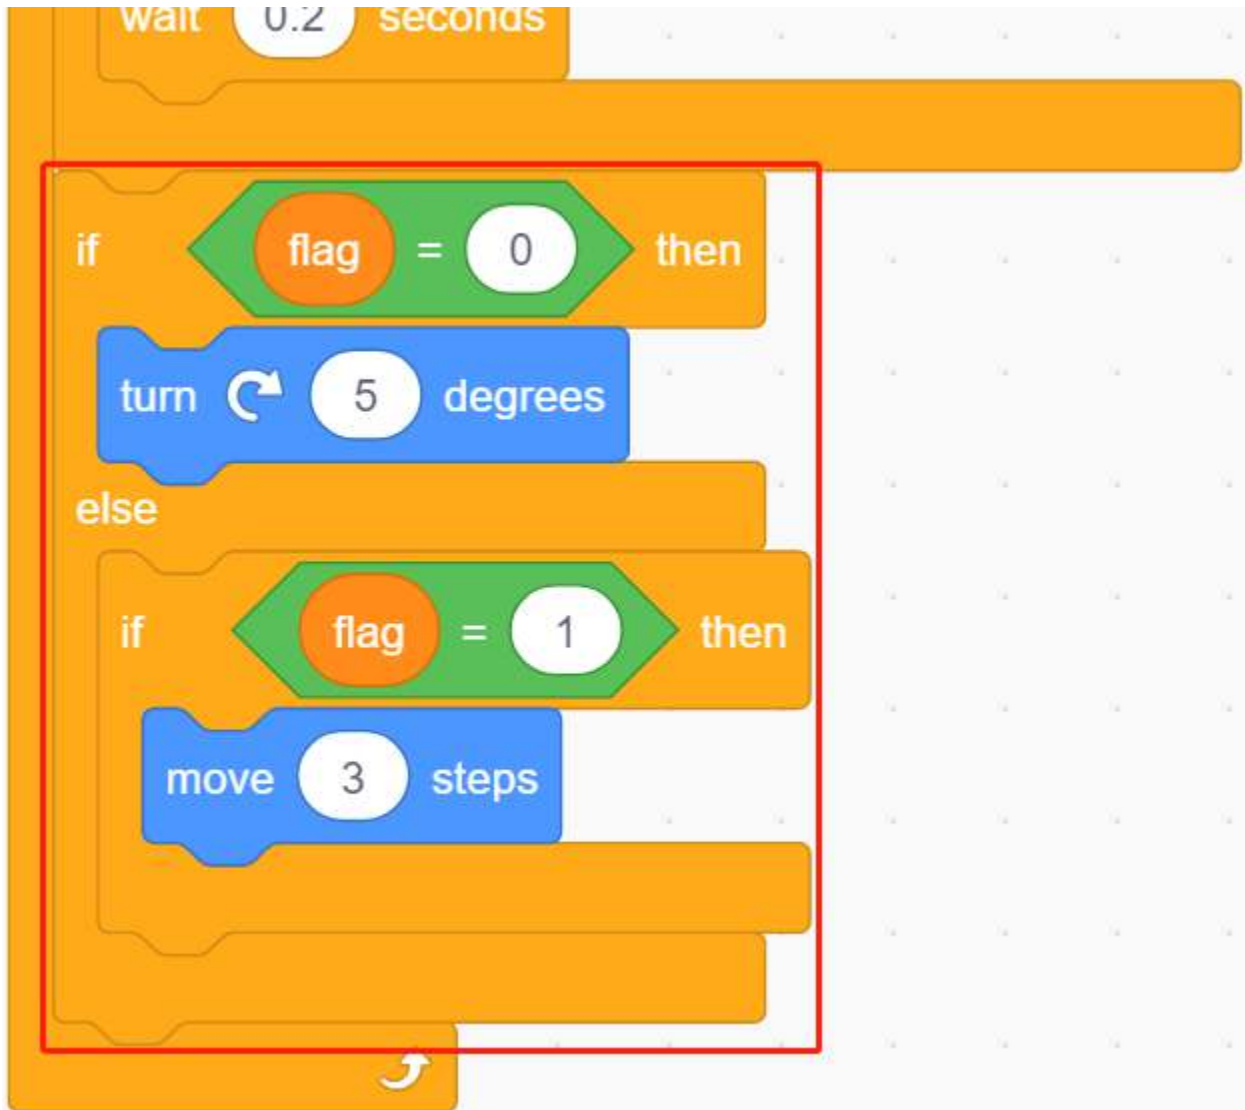 wait 0.2 seconds
if flag = 0 then
turn 5 degrees
else
if flag = 1 then
move 3 steps